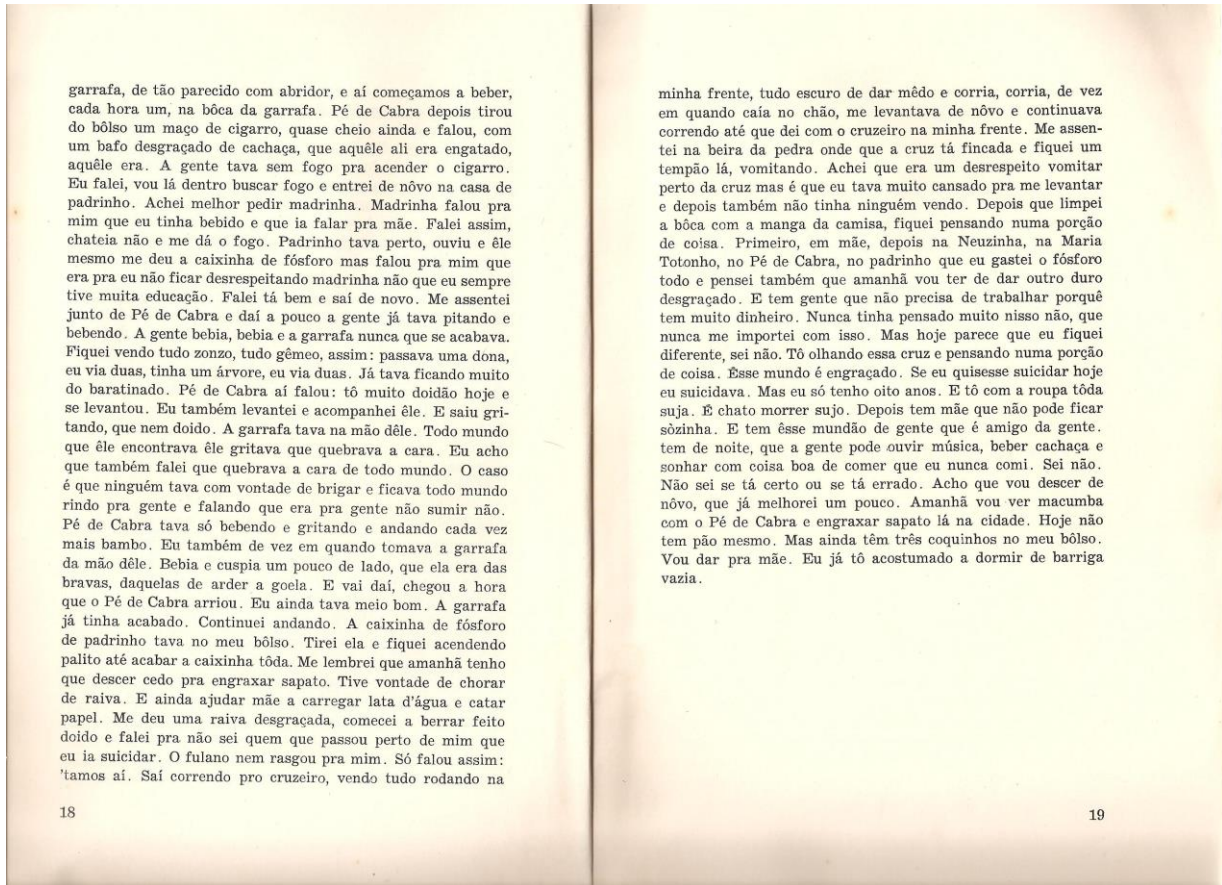 garrafa, de tão parecido com abridor, e aí começamos a beber,
cada hora um, na bôca da garrafa. Pé de Cabra depois tirou
do bôlso um maço de cigarro, quase cheio ainda e falou, com
um bafo desgraçado de cachaça, que aquêle ali era engatado,
aquêle era. A gente tava sem fogo pra acender o cigarro.
Eu falei, vou lá dentro buscar fogo e entrei de nôvo na casa de
padrinho. Achei melhor pedir madrinha. Madrinha falou pra
mim que eu tinha bebido e que ia falar pra mãe. Falei assim,
chateia não e me dá o fogo. Padrinho tava perto, ouviu e êle
mesmo me deu a caixinha de fósforo mas falou pra mim que
era pra eu não ficar desrespeitando madrinha não que eu sempre
tive muita educação. Falei tá bem e saí de novo. Me assentei
junto de Pé de Cabra e daí a pouco a gente já tava pitando e
bebendo. A gente bebia, bebia e a garrafa nunca que se acabava.
Fiquei vendo tudo zonzo, tudo gêmeo, assim: passava uma dona,
eu via duas, tinha um árvore, eu via duas. Já tava ficando muito
do baratinado. Pé de Cabra aí falou: tô muito doidão hoje e
se levantou. Eu também levantei e acompanhei êle. E saiu gri-
tando, que nem doido. A garrafa tava na mão dêle. Todo mundo
que êle encontrava êle gritava que quebrava a cara. Eu acho
que também falei que quebrava a cara de todo mundo. O caso
é que ninguém tava com vontade de brigar e ficava todo mundo
rindo pra gente e falando que era pra gente não sumir não.
Pé de Cabra tava só bebendo e gritando e andando cada vez
mais bambo. Eu também de vez em quando tomava a garrafa
da mão dêle. Bebia e cuspia um pouco de lado, que ela era das
bravas, daquelas de arder a goela. E vai daí, chegou a hora
que o Pé de Cabra arriou. Eu ainda tava meio bom. A garrafa
já tinha acabado. Continuei andando. A caixinha de fósforo
de padrinho tava no meu bôlso. Tirei ela e fiquei acendendo
palito até acabar a caixinha tôda. Me lembrei que amanhã tenho
que descer cedo pra engraxar sapato. Tive vontade de chorar
de raiva. E ainda ajudar mãe a carregar lata d'água e catar
papel. Me deu uma raiva desgraçada, comecei a berrar feito
doido e falei pra não sei quem que passou perto de mim que
eu ia suicidar. O fulano nem rasgou pra mim. Só falou assim:
'tamos aí. Saí correndo pro cruzeiro, vendo tudo rodando na
18
minha frente, tudo escuro de dar mêdo e corria, corria, de vez
em quando caía no chão, me levantava de nôvo e continuava
correndo até que dei com o cruzeiro na minha frente. Me assen-
tei na beira da pedra onde que a cruz tá fincada e fiquei um
tempão lá, vomitando. Achei que era um desrespeito vomitar
perto da cruz mas é que eu tava muito cansado pra me levantar
e depois também não tinha ninguém vendo. Depois que limpei
a bôca com a manga da camisa, fiquei pensando numa porção
de coisa. Primeiro, em mãe, depois na Neuzinha, na Maria
Totonho, no Pé de Cabra, no padrinho que eu gastei o fósforo
todo e pensei também que amanhã vou ter de dar outro duro
desgraçado. E tem gente que não precisa de trabalhar porquê
tem muito dinheiro. Nunca tinha pensado muito nisso não, que
nunca me importei com isso. Mas hoje parece que eu fiquei
diferente, sei não. Tô olhando essa cruz e pensando numa porção
de coisa. Êsse mundo é engraçado. Se eu quisesse suicidar hoje
eu suicidava. Mas eu só tenho oito anos. E tô com a roupa tôda
suja. É chato morrer sujo. Depois tem mãe que não pode ficar
sòzinha. E tem êsse mundão de gente que é amigo da gente.
tem de noite, que a gente pode ouvir música, beber cachaça e
sonhar com coisa boa de comer que eu nunca comi. Sei não.
Não sei se tá certo ou se tá errado. Acho que vou descer de
nôvo, que já melhorei um pouco. Amanhã vou ver macumba
com o Pé de Cabra e engraxar sapato lá na cidade. Hoje não
tem pão mesmo. Mas ainda têm três coquinhos no meu bôlso.
Vou dar pra mãe. Eu já tô acostumado a dormir de barriga
vazia.
19